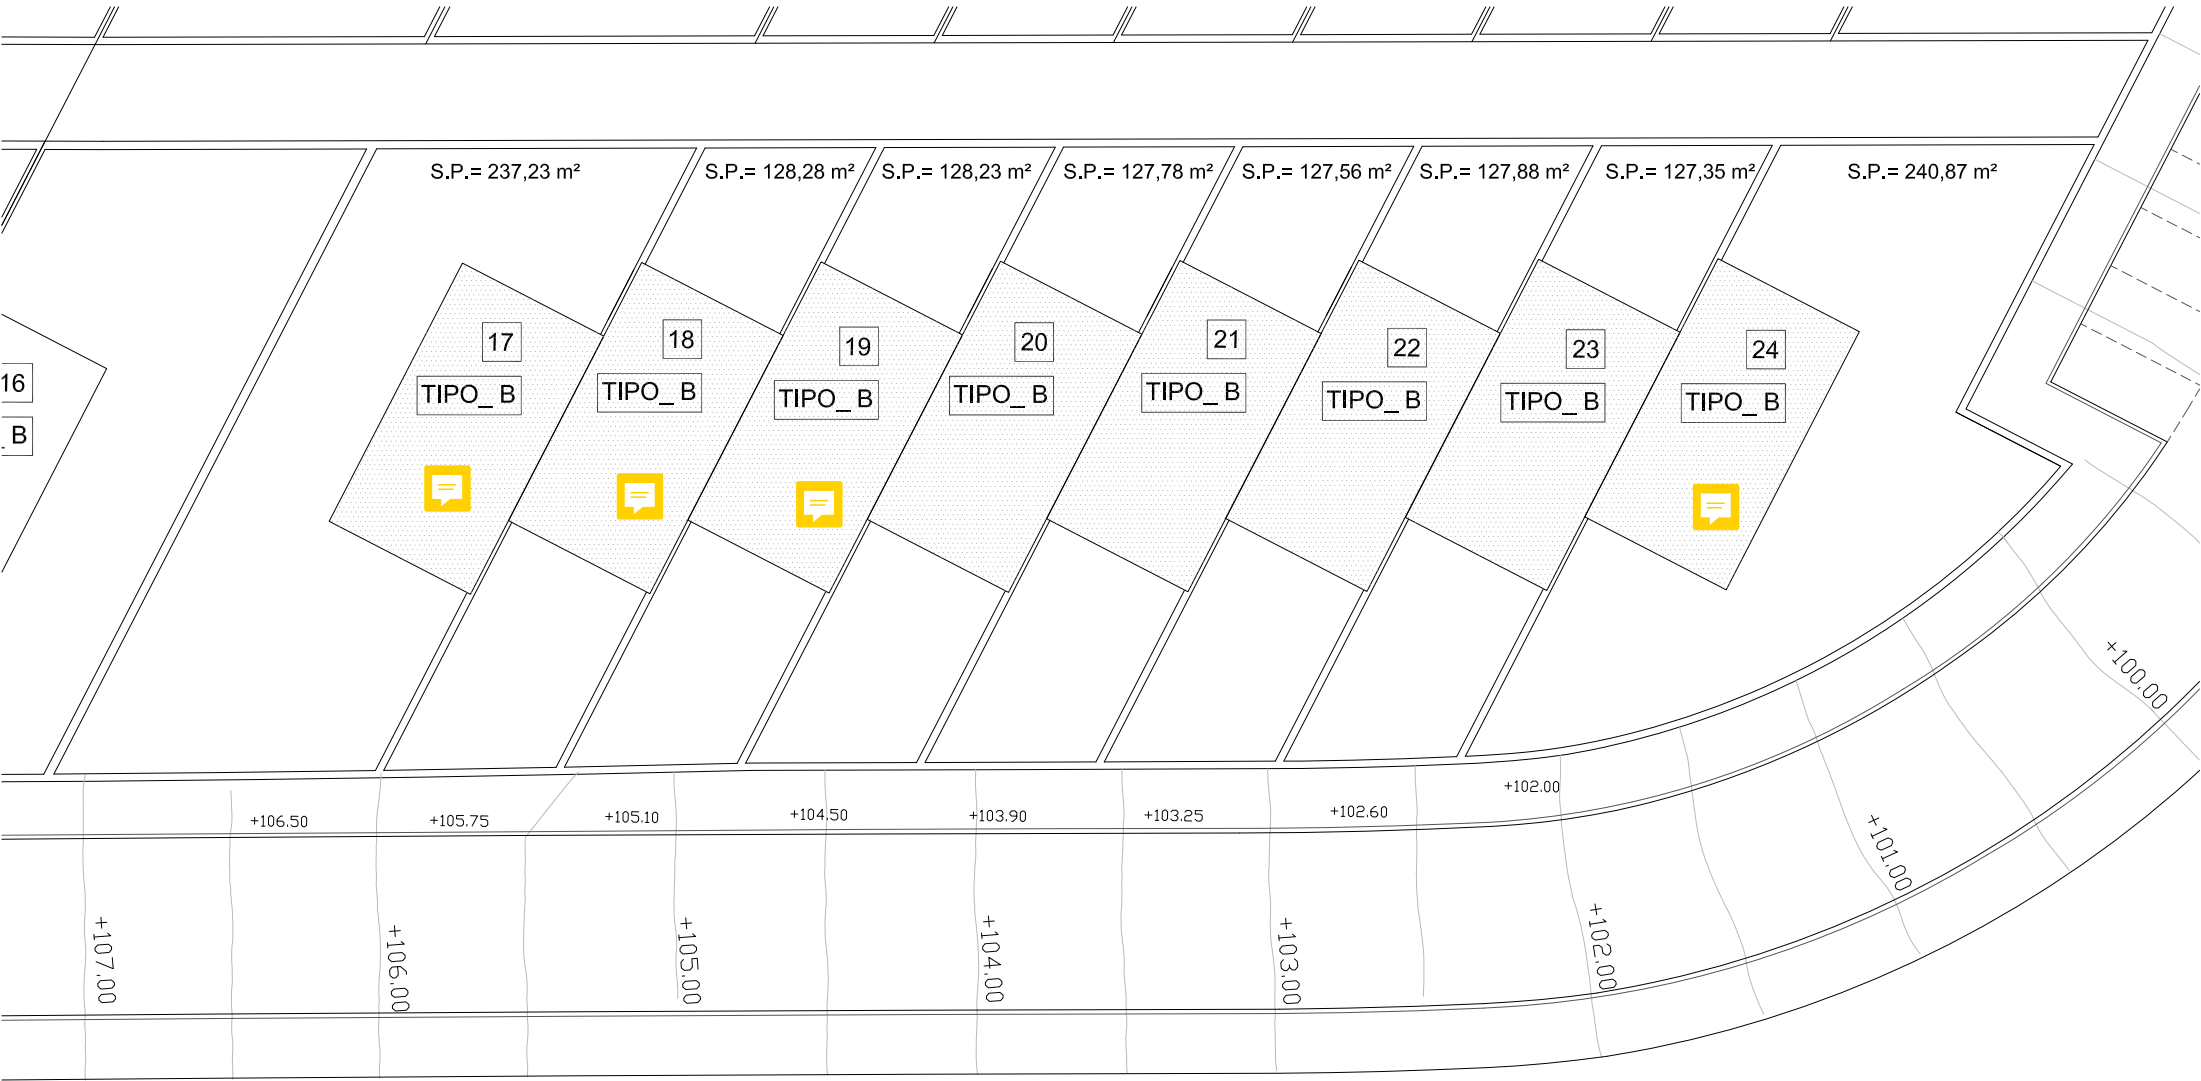 S.P.= 237,23 m²
S.P.= 128,28 m²
S.P.= 128,23 m²
S.P.= 127,78 m²
S.P.= 127,56 m²
S.P.= 127,88 m²
S.P.= 127,35 m²
S.P.= 240,87 m²
16
_ B
17
TIPO_ B
18
TIPO_ B
19
TIPO_ B
20
TIPO_ B
21
TIPO_ B
22
TIPO_ B
23
TIPO_ B
24
TIPO_ B
+106.50
+105.75
+105.10
+104.50
+103.90
+103.25
+102.60
+102.00
+107.00
+106.00
+105.00
+104.00
+103.00
+102.00
+101.00
+100.00